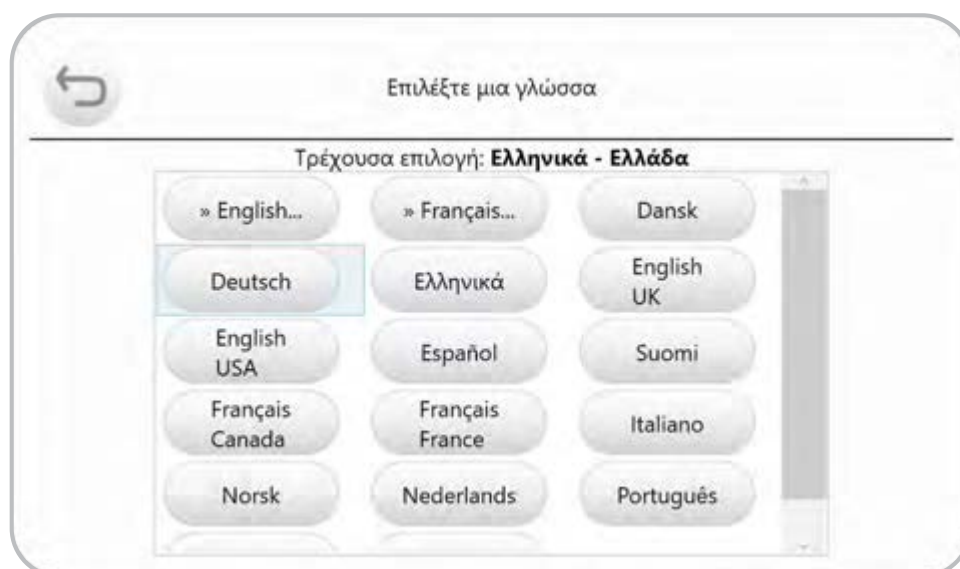 Επιλέξτε μια γλώσσα
Τρέχουσα επιλογή: Ελληνικά - Ελλάδα
» English...
» Français...
Dansk
Deutsch
Ελληνικά
English
UK
English
USA
Español
Suomi
Français
Canada
Français
France
Italiano
Norsk
Nederlands
Português